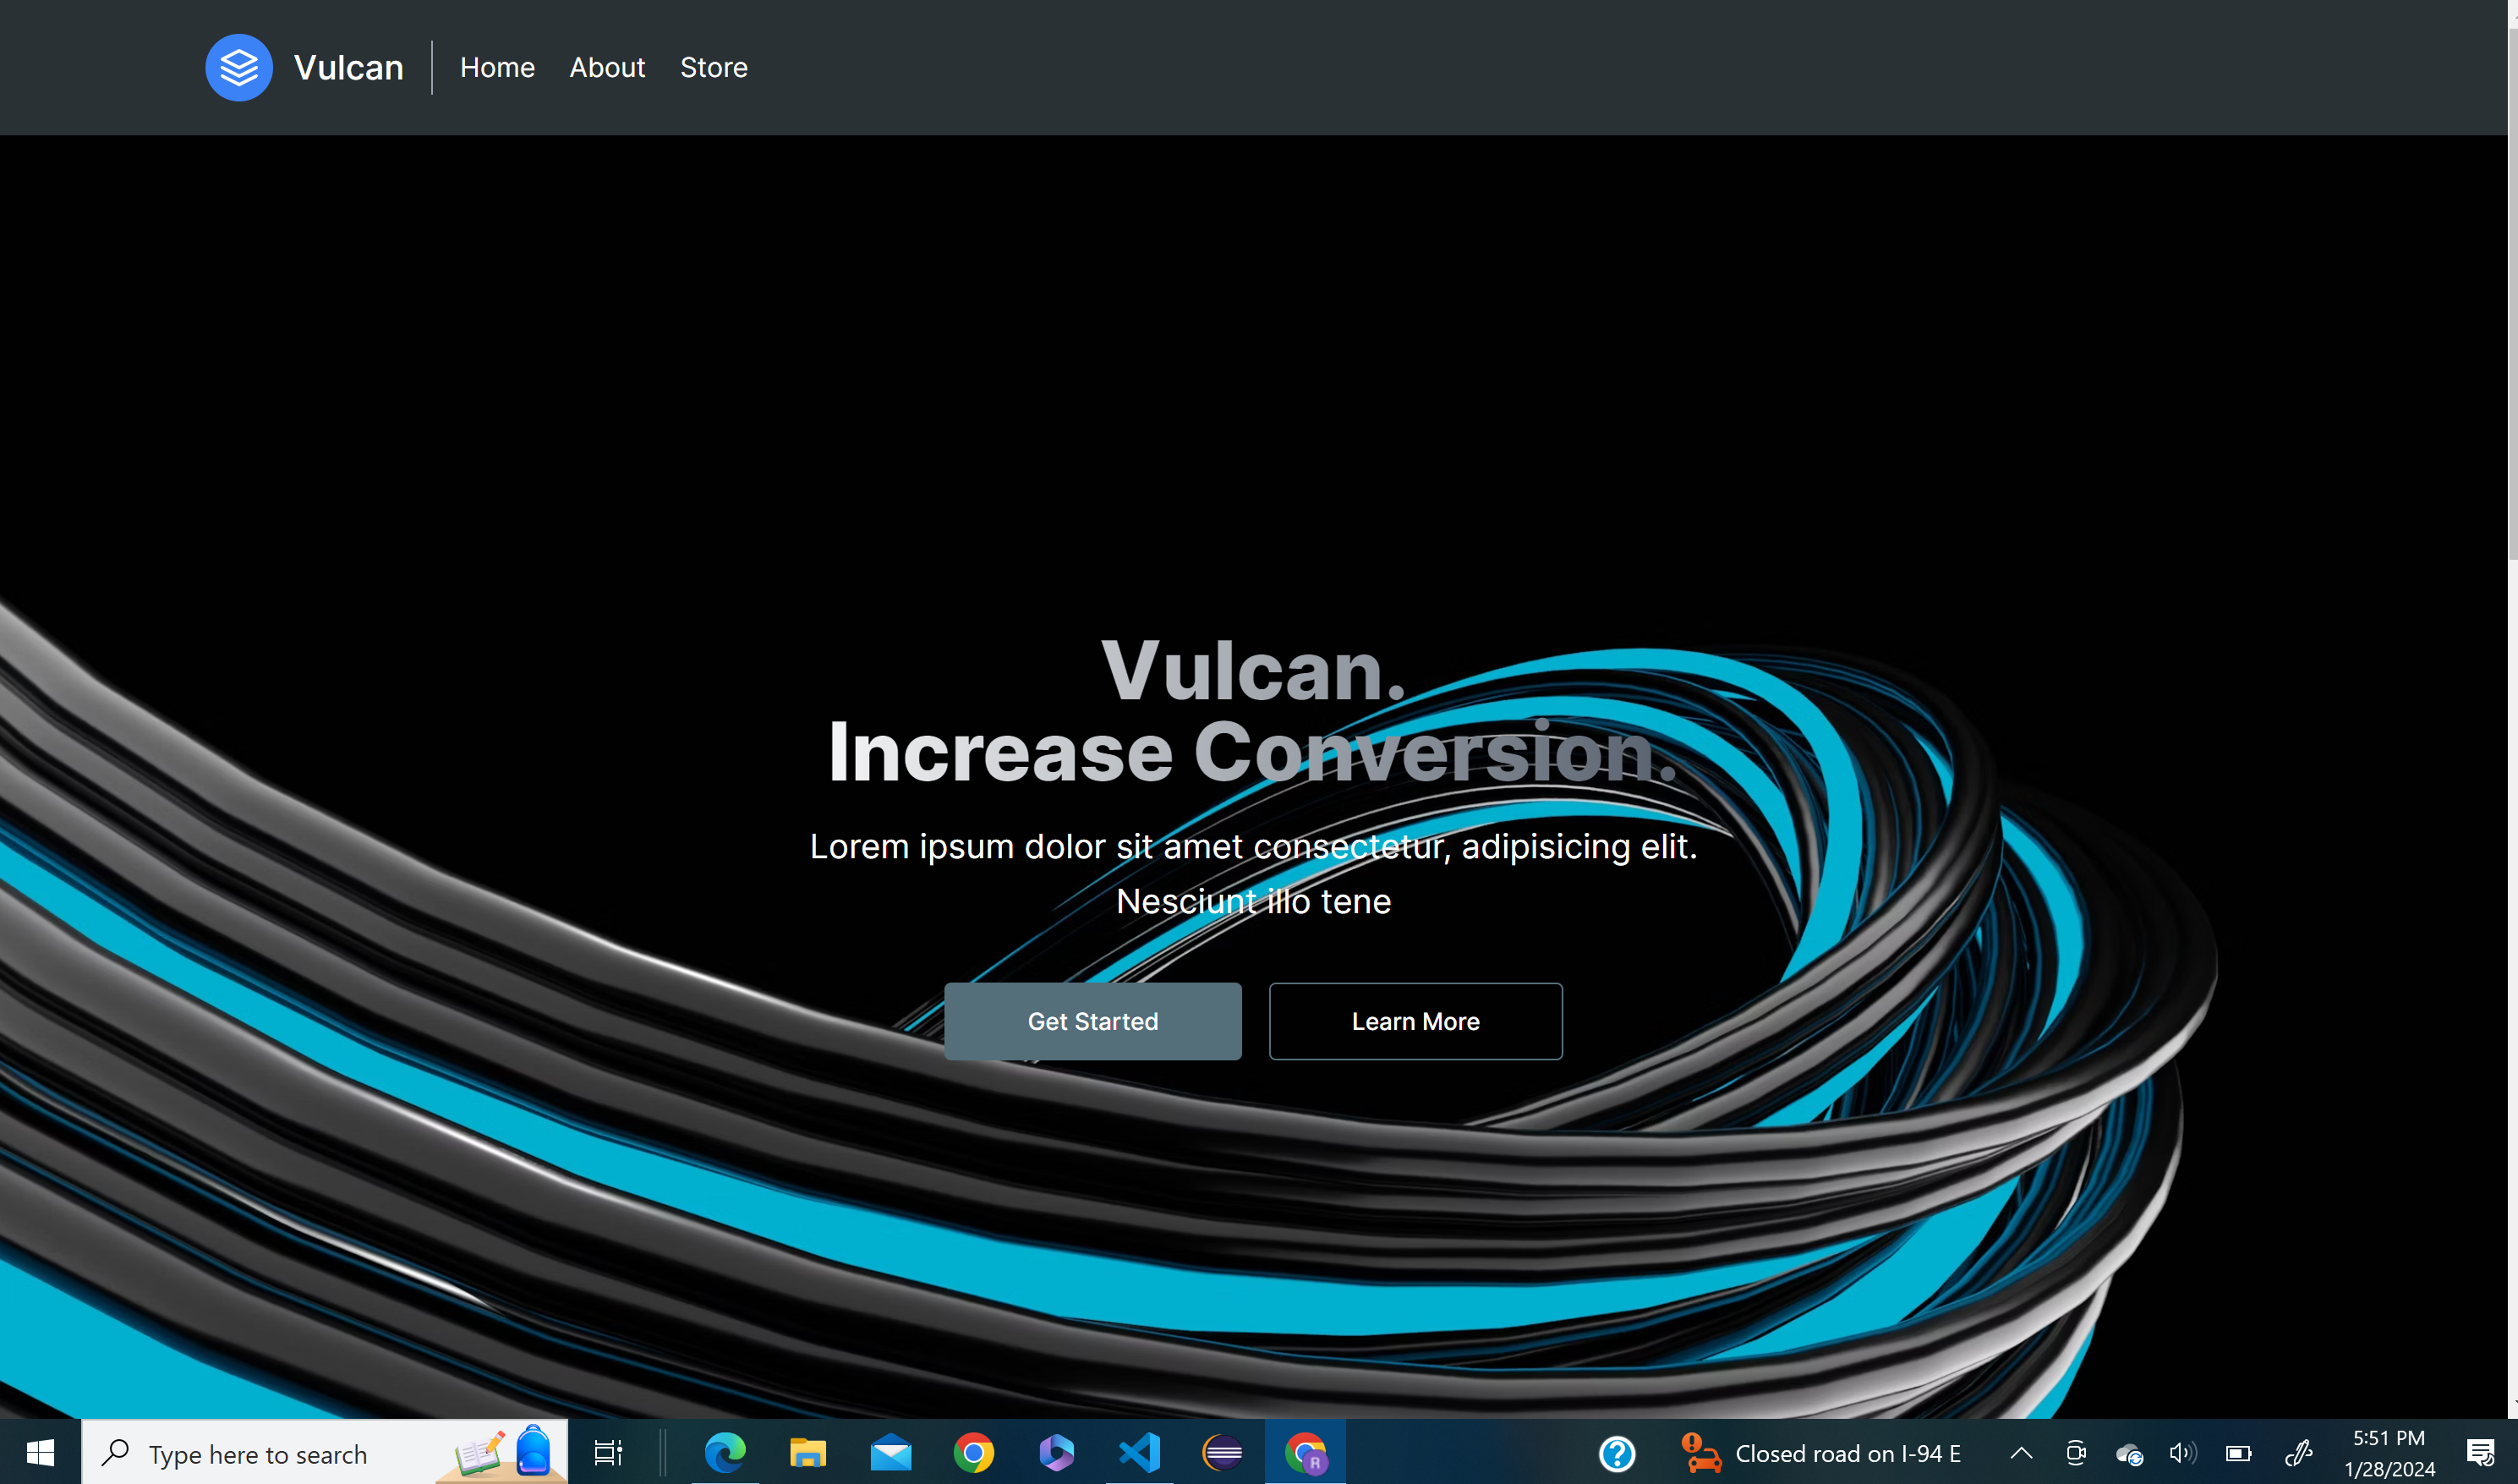 Vulcan
Home About Store
Vulcan.
Increase Conversion.
Lorem ipsum dolor sit amet consectetur, adipisicing elit.
Nesciunt illo tene
Get Started
Learn More
Type here to search
R
Closed road on I-94 E
5:51 PM
1/28/2024